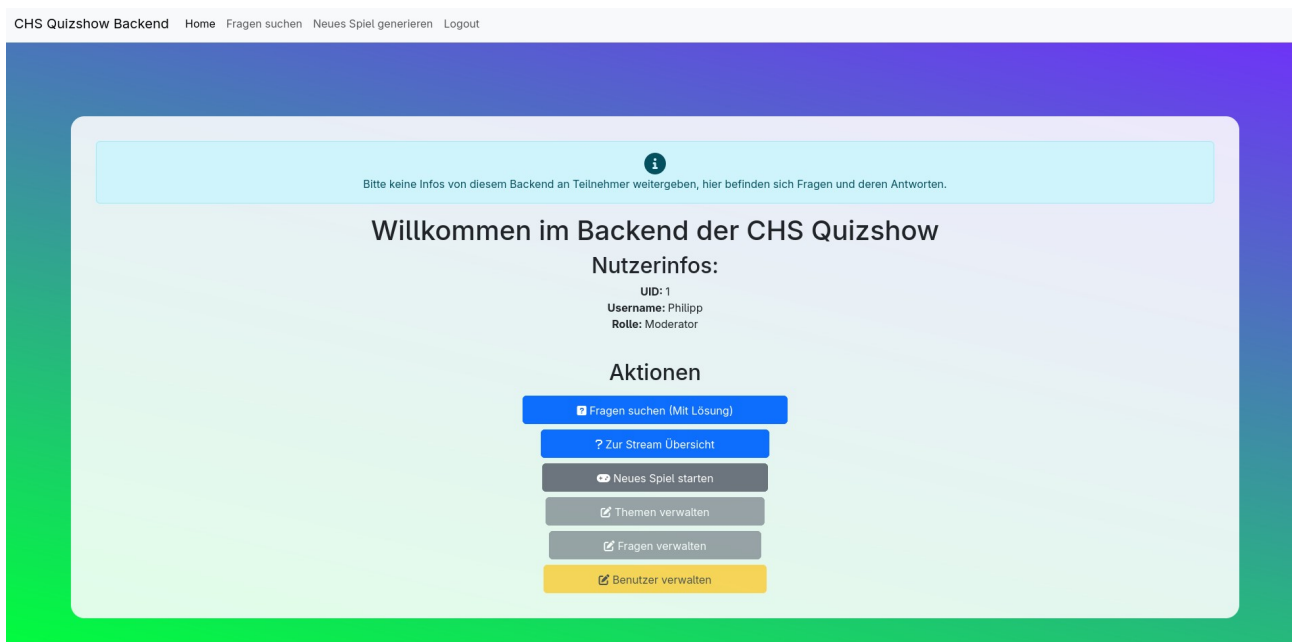 CHS Quizshow Backend Home Fragen suchen Neues Spiel generieren Logout
Bitte keine Infos von diesem Backend an Teilnehmer weitergeben, hier befinden sich Fragen und deren Antworten.
Willkommen im Backend der CHS Quizshow
Nutzerinfos:
UID: 1
Username: Philipp
Rolle: Moderator
Aktionen
Fragen suchen (Mit Lösung)
? Zur Stream Übersicht
Neues Spiel starten
Themen verwalten
Fragen verwalten
Benutzer verwalten